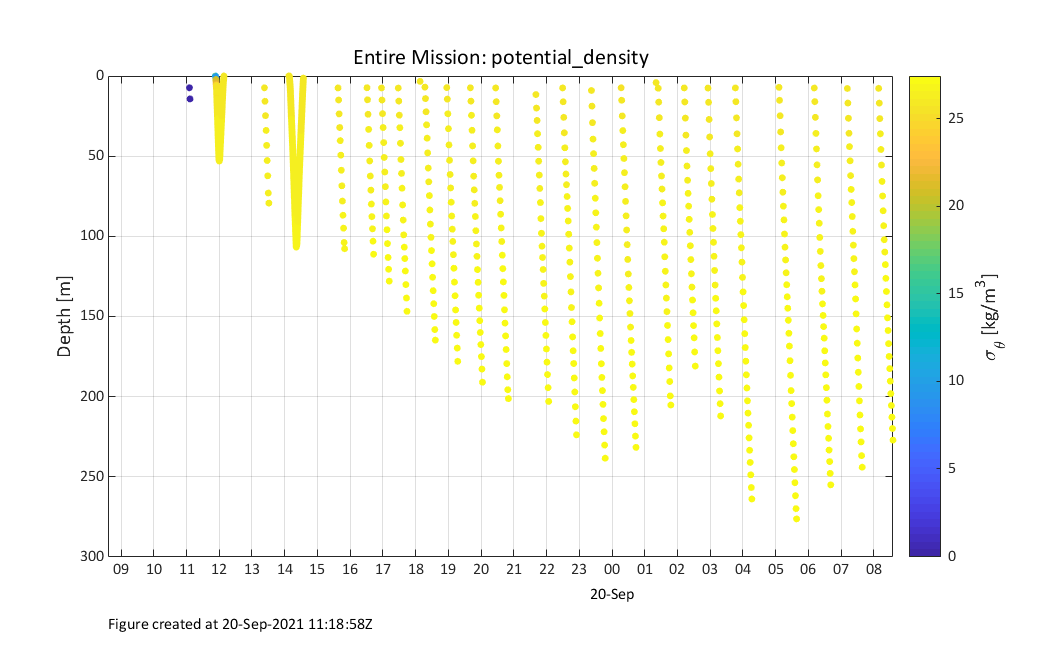 Entire Mission: potential_density
Depth [m]
0
50
100
150
200
250
300
09 10 11 12 13 14 15 16 17 18 19 20 21 22 23 00 01 02 03 04 05 06 07 08
20-Sep
25
20
15
10
5
0
σ θ [kg/m3]
Figure created at 20-Sep-2021 11:18:58Z